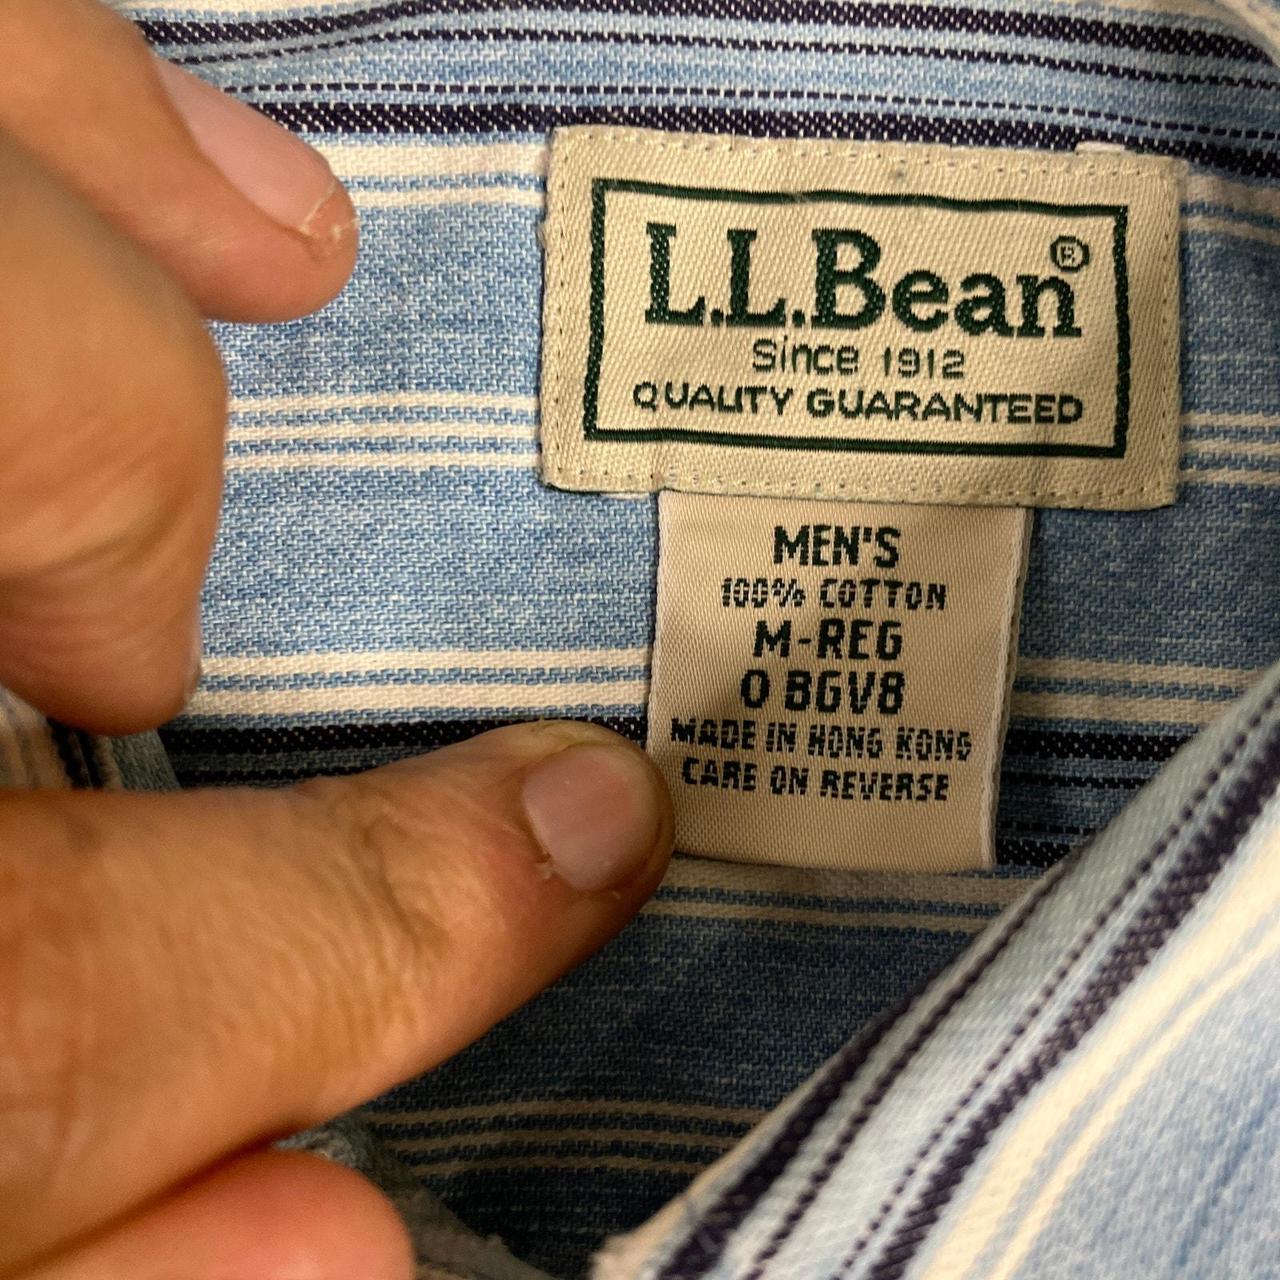 L.L.Bean®
Since 1912
QUALITY GUARANTEED
MEN'S
100% COTTON
M-REG
0 BGV8
MADE IN HONG KONG
CARE ON REVERSE